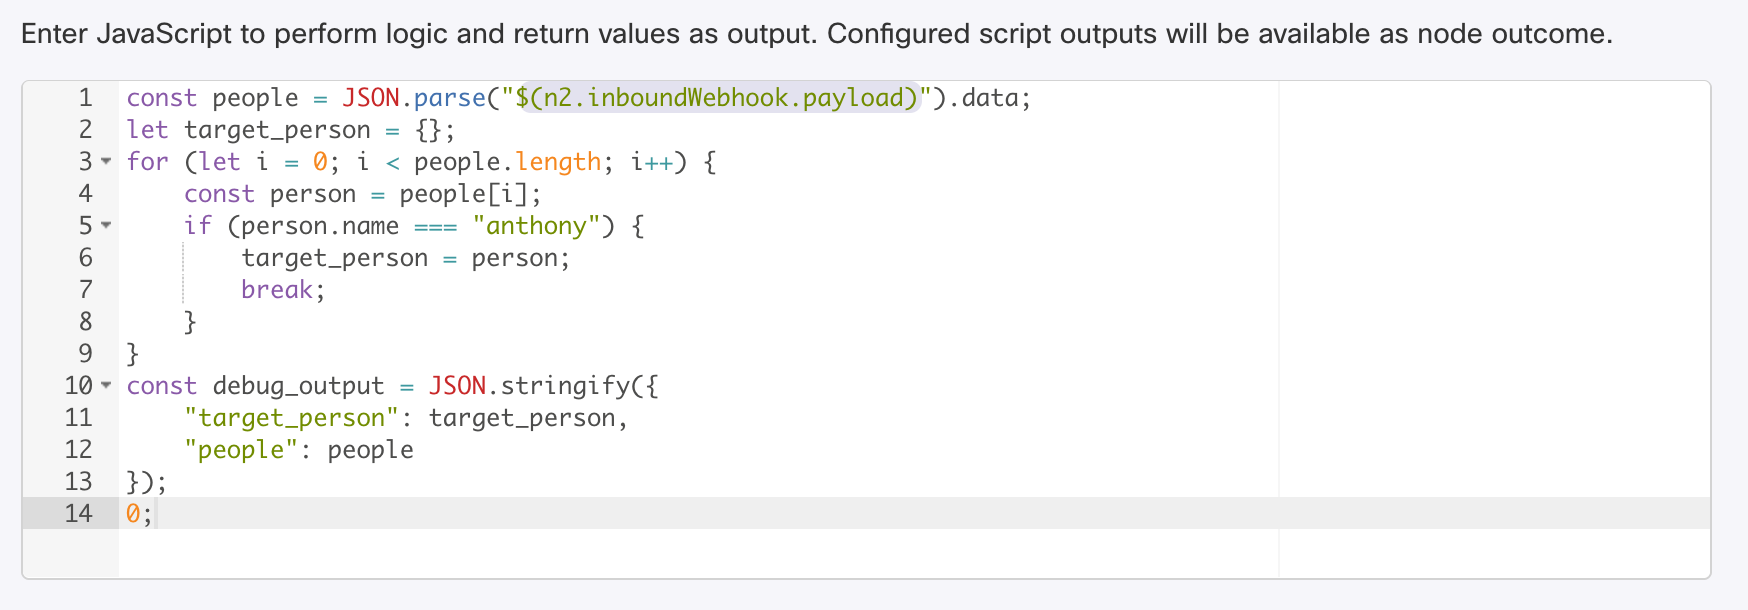 Enter JavaScript to perform logic and return values as output. Configured script outputs will be available as node outcome.
1 const people = JSON.parse("$(n2.inboundWebhook.payload)").data;
2 let target_person = {};
3 for (let i = 0; i < people.length; i++) {
4     const person = people[i];
5     if (person.name === "anthony") {
6         target_person = person;
7         break;
8     }
9 }
10 const debug_output = JSON.stringify({
11     "target_person": target_person,
12     "people": people
13 });
14 0;